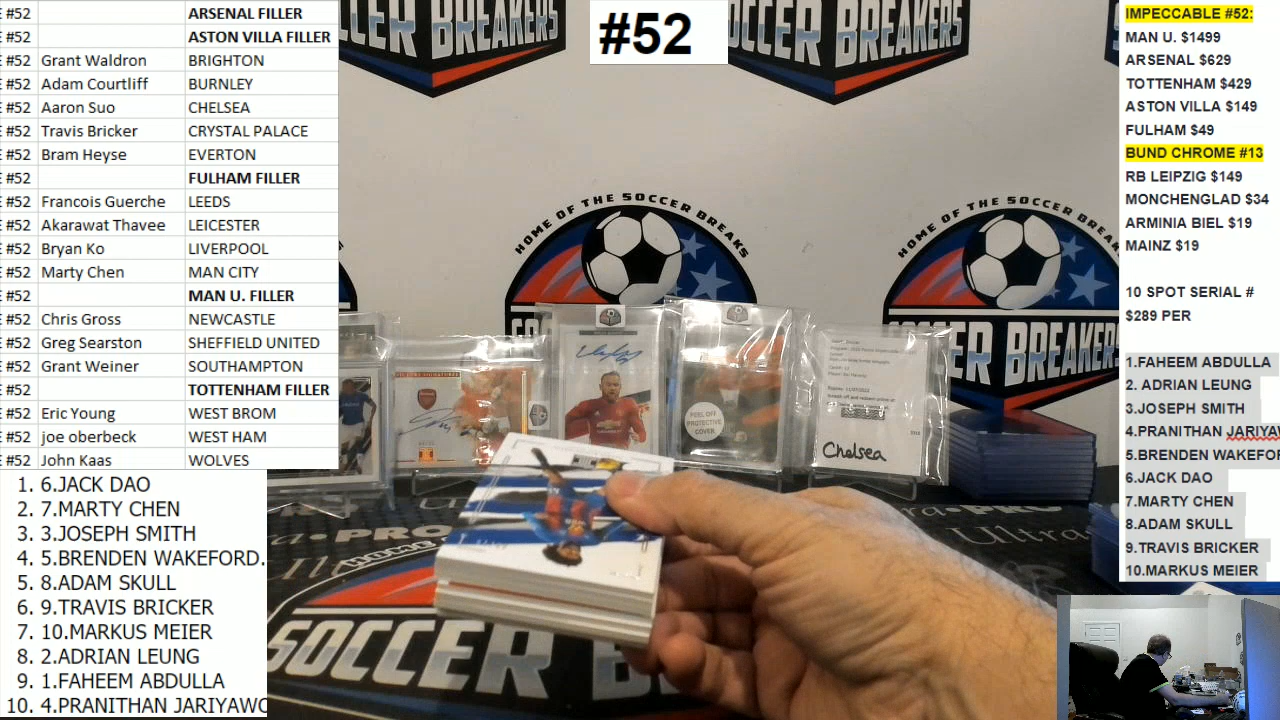 E #52 ARSENAL FILLER
#52 ASTON VILLA FILLER
E #52 Grant Waldron BRIGHTON
E #52 Adam Courtliff BURNLEY
E #52 Aaron Suo CHELSEA
E #52 Travis Bricker CRYSTAL PALACE
E #52 Bram Heyse EVERTON
E #52 FULHAM FILLER
E #52 Francois Guerche LEEDS
E #52 Akarawat Thavee LEICESTER
E #52 Bryan Ko LIVERPOOL
E #52 Marty Chen MAN CITY
E #52 MAN U. FILLER
E #52 Chris Gross NEWCASTLE
E #52 Greg Searston SHEFFIELD UNITED
E #52 Grant Weiner SOUTHAMPTON
E #52 TOTTENHAM FILLER
E #52 Eric Young WEST BROM
E #52 joe oberbeck WEST HAM
E #52 John Kaas WOLVES
1. 6.JACK DAO
2. 7.MARTY CHEN
3. 3.JOSEPH SMITH
4. 5.BRENDEN WAKEFORD.
5. 8.ADAM SKULL
6. 9.TRAVIS BRICKER
7. 10.MARKUS MEIER
8. 2.ADRIAN LEUNG
9. 1.FAHEEM ABDULLA
10. 4.PRANITHAN JARIYAWO
#52
SOCCER BREAKERS
HOME OF THE SOCCER BREAKS
HOME OF THE SOCCER BREAKS
SOCCER BREAKERS
PEEL OFF
PROTECTIVE
COVER
Chelsea
SOCCER B
IMPECCABLE #52:
MAN U. $1499
ARSENAL $629
TOTTENHAM $429
ASTON VILLA $149
FULHAM $49
BUND CHROME #13
RB LEIPZIG $149
MONCHENGLAD $34
ARMINIA BIEL $19
MAINZ $19
10 SPOT SERIAL #
$289 PER
1.FAHEEM ABDULLA
2. ADRIAN LEUNG
3.JOSEPH SMITH
4.PRANITHAN JARIYAW
5.BRENDEN WAKEFOR
6.JACK DAO
7.MARTY CHEN
8.ADAM SKULL
9.TRAVIS BRICKER
10.MARKUS MEIER